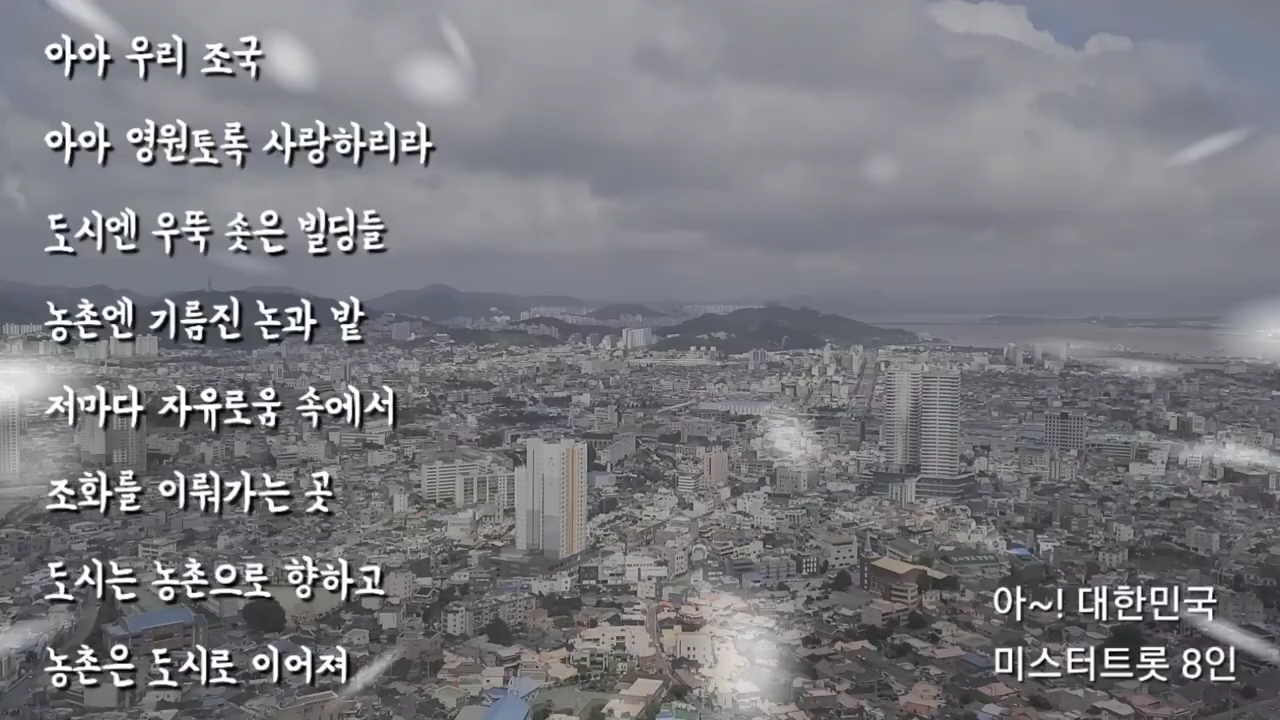 아아 우리 조국
아아 영원토록 사랑하리라
도시엔 우뚝 솟은 빌딩들
농촌엔 기름진 논과 밭
저마다 자유로움 속에서
조화를 이뤄가는 곳
도시는 농촌으로 향하고
농촌은 도시로 이어져
아~! 대한민국
미스터트롯 8인